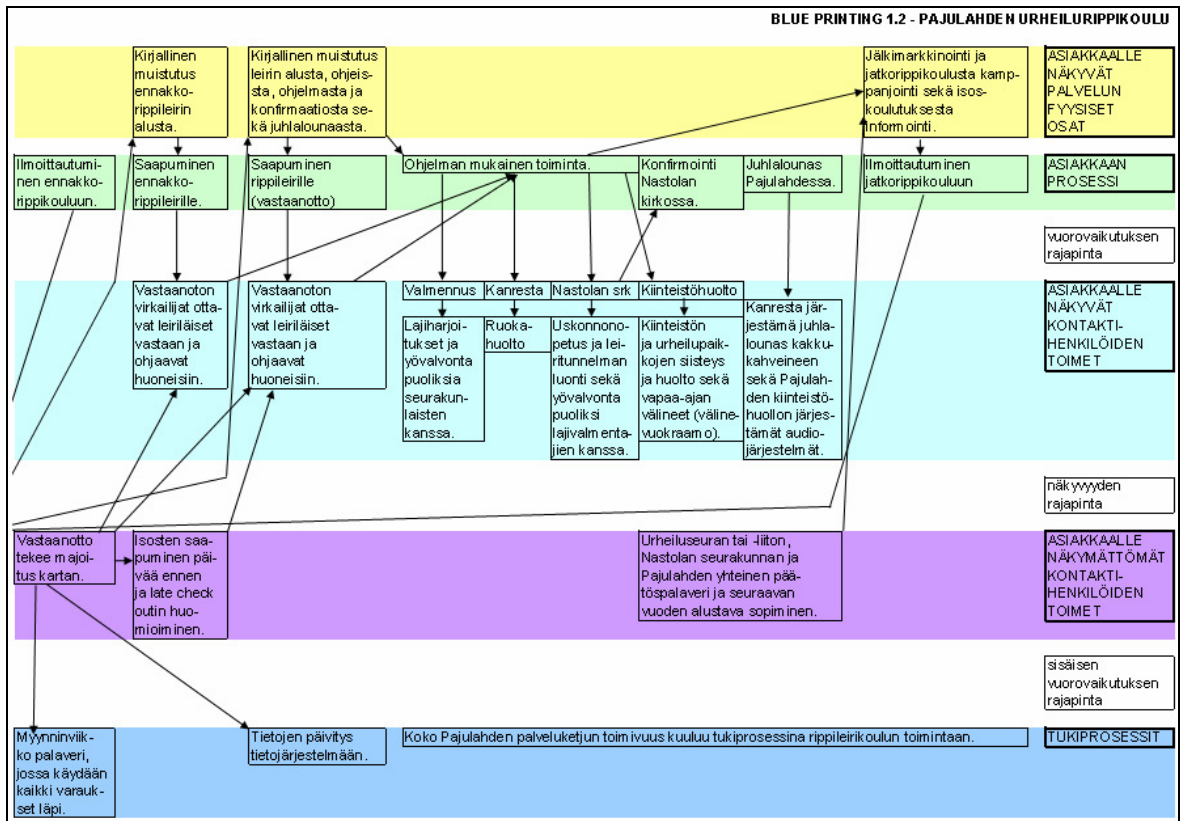 BLUE PRINTING 1.2 - PAJULAHDEN URHEILURIPPIKOULU
Kirjallinen
muistutus
ennakko-
rippileirin
alusta.
Kirjallinen muistutus
leirin alusta, ohjeis-
sta, ohjelmasta ja
konfirmaatiosta se-
kä juhlalounaasta.
Jälkimarkkinointi ja
jatkorippikoulusta kamp-
panjointi sekä isos-
koulutuksesta
Informointi.
ASIAKKAALLE
NÄKYVÄT
PALVELUN
FYYSISET
OSAT
Ilmoittautumi-
nen ennakko-
rippikouluun.
Saapuminen
ennakko-
rippileirille.
Saapuminen
rippileirille
(vastaanotto)
Ohjelman mukainen toiminta.
Konfirmointi
Nastolan
kirkossa.
Juhlalounas
Pajulahdessa.
Ilmoittautuminen
jatkorippikouluun
ASIAKKAAN
PROSESSI
vuorovaikutuksen
rajapinta
Vastaanoton
virkailijat otta-
vat leiriläiset
vastaan ja
ohjaavat
huoneisiin.
Vastaanoton
virkailijat otta-
vat leiriläiset
vastaan ja
ohjaavat
huoneisiin.
Valmennus
Kanresta
Nastolan srk
Kiinteistöhuolto
Lajiharjoi-
tukset ja
yövalvonta
puoliksia
seurakun-
laisten
kanssa.
Ruoka-
huolto
Uskonnono-
petus ja lei-
ritunnelman
luonti sekä
yövalvonta
puoliksi
lajivalmenta-
jien kanssa.
Kiinteistön
ja urheilupaik-
kojen siisteys
ja huolto sekä
vapaa-ajan
välineet (väline-
vuokraamo).
Kanresta jär-
jestämä juhla-
lounas kakku-
kahveineen
sekä Pajulah-
den kiinteistö-
huollon järjes-
tämät audio-
järjestelmät.
ASIAKKAALLE
NÄKYVÄT
KONTAKTI-
HENKILÖIDEN
TOIMET
näkyvyyden
rajapinta
Vastaanotto
tekee majoi-
tus kartan.
Isosten saa-
puminen päi-
vää ennen
ja late check
outin huo-
mioiminen.
Urheiluseuran tai -liiton,
Nastolan seurakunnan ja
Pajulahden yhteinen pää-
töspalaveri ja seuraavan
vuoden alustava sopiminen.
ASIAKKAALLE
NÄKYMÄTTÖMÄT
KONTAKTI-
HENKILÖIDEN
TOIMET
sisäisen
vuorovaikutuksen
rajapinta
Myynninviik-
ko palaveri,
jossa käydään
kaikki varauk-
set läpi.
Tietojen päivitys
tietojärjestelmään.
Koko Pajulahden palveluketjun toimivuus kuuluu tukiprosessina rippileirikoulun toimintaan.
TUKIPROSESSIT